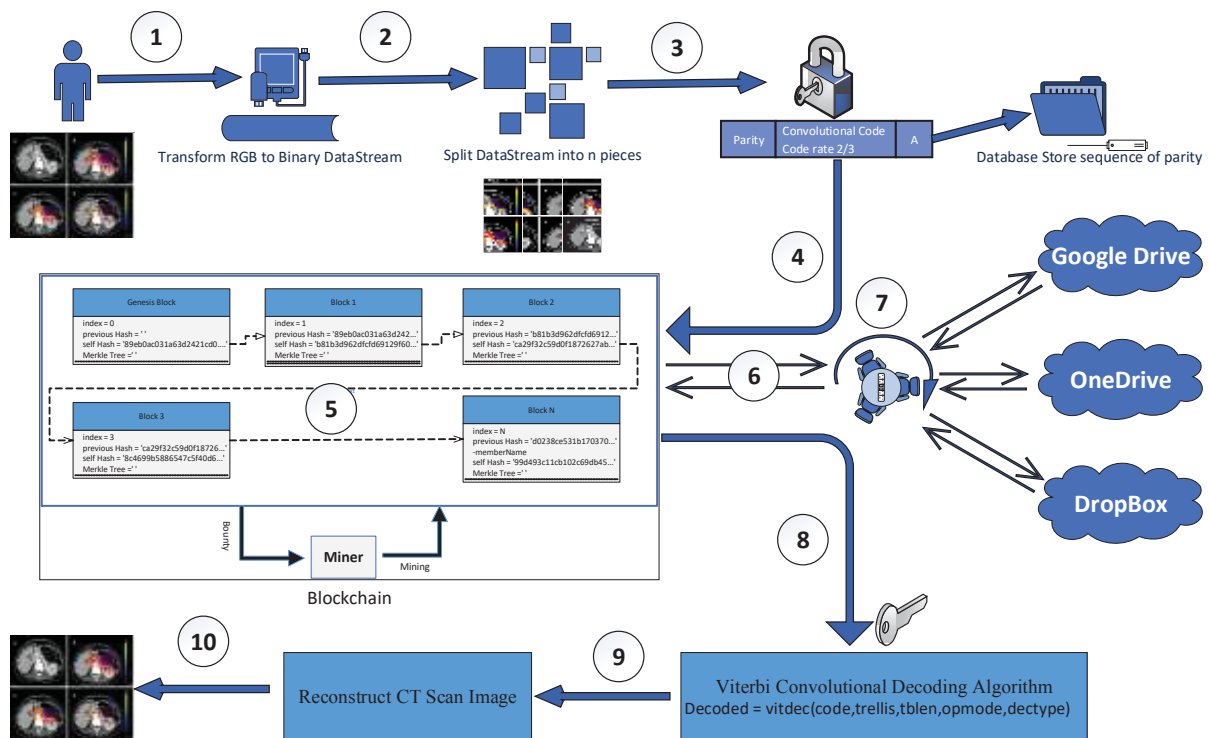 1
2
3
Transform RGB to Binary DataStream
Split DataStream into n pieces
Parity
Convolutional Code
Code rate 2/3
A
Database Store sequence of parity
4
Genesis Block
index = 0
previous Hash = ' '
self Hash = '89eb0ac031a63d2421cd0....'
Merkle Tree =' '
Block 1
index = 1
previous Hash = '89eb0ac031a63d242...'
self Hash = 'b81b3d962dfcfd69129f60...'
Merkle Tree =' '
Block 2
index = 2
previous Hash = 'b81b3d962dfcfd6912...'
self Hash = 'ca29f32c59d0f1872627ab...'
Merkle Tree =' '
5
Block 3
index = 3
previous Hash = 'ca29f32c59d0f18726...'
self Hash = '8c4699b5886547c5f40d6...'
Merkle Tree =' '
Block N
index = N
previous Hash = 'd0238ce531b170370...'
-memberName
self Hash = '99d493c11cb102c69db45...'
Merkle Tree =' '
Bounty
Miner
Mining
Blockchain
6
7
Google Drive
OneDrive
DropBox
8
Viterbi Convolutional Decoding Algorithm
Decoded = vitdec(code,trellis,tblen,opmode,dectype)
9
Reconstruct CT Scan Image
10